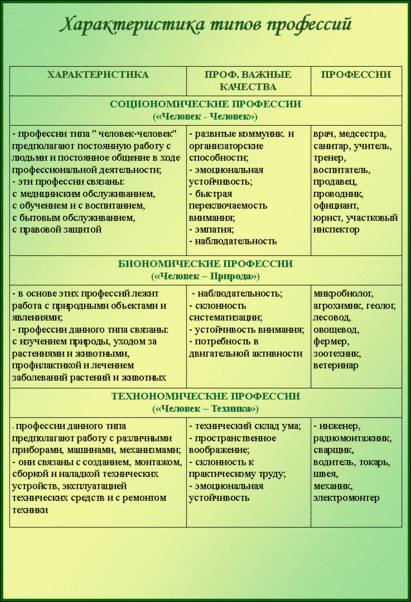 Характеристика типов профессий
ХАРАКТЕРИСТИКА
ПРОФ. ВАЖНЫЕ
КАЧЕСТВА
ПРОФЕССИИ
СОЦИОНОМИЧЕСКИЕ ПРОФЕССИИ
(«Человек - Человек»)
- профессии типа " человек-человек"
предполагают постоянную работу с
людьми и постоянное общение в ходе
профессиональной деятельности;
- эти профессии связаны:
с медицинским обслуживанием,
с обучением и с воспитанием,
с бытовым обслуживанием,
с правовой защитой
- развитые коммуник. и
организаторские
способности;
- эмоциональная
устойчивость;
- быстрая
переключаемость
внимания;
- эмпатия;
- наблюдательность
врач, медсестра,
санитар, учитель,
тренер,
воспитатель,
продавец,
проводник,
официант,
юрист, участковый
инспектор
БИОНОМИЧЕСКИЕ ПРОФЕССИИ
(«Человек – Природа»)
- в основе этих профессий лежит
работа с природными объектами и
явлениями;
- профессии данного типа связаны:
с изучением природы, уходом за
растениями и животными,
профилактикой и лечением
заболеваний растений и животных
- наблюдательность;
- склонность
систематизации;
- устойчивость внимания;
- потребность в
двигательной активности
микробиолог,
агрохимик, геолог,
лесовод,
овощевод,
фермер,
зоотехник,
ветеринар
ТЕХНОНОМИЧЕСКИЕ ПРОФЕССИИ
(«Человек – Техника»)
- профессии данного типа
предполагают работу с различными
приборами, машинами, механизмами;
- они связаны с созданием, монтажом,
сборкой и наладкой технических
устройств, эксплуатацией
технических средств и с ремонтом
техники
- технический склад ума;
- пространственное
воображение;
- склонность к
практическому труду;
- эмоциональная
устойчивость
- инженер,
радиомонтажник,
сварщик,
водитель, токарь,
швея,
механик,
электромонтер